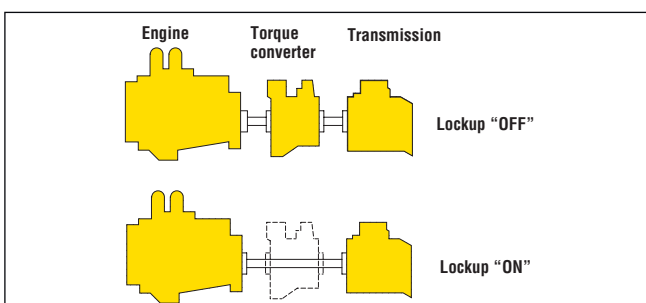 Engine
Torque
converter
Transmission
Lockup “OFF”
Lockup “ON”